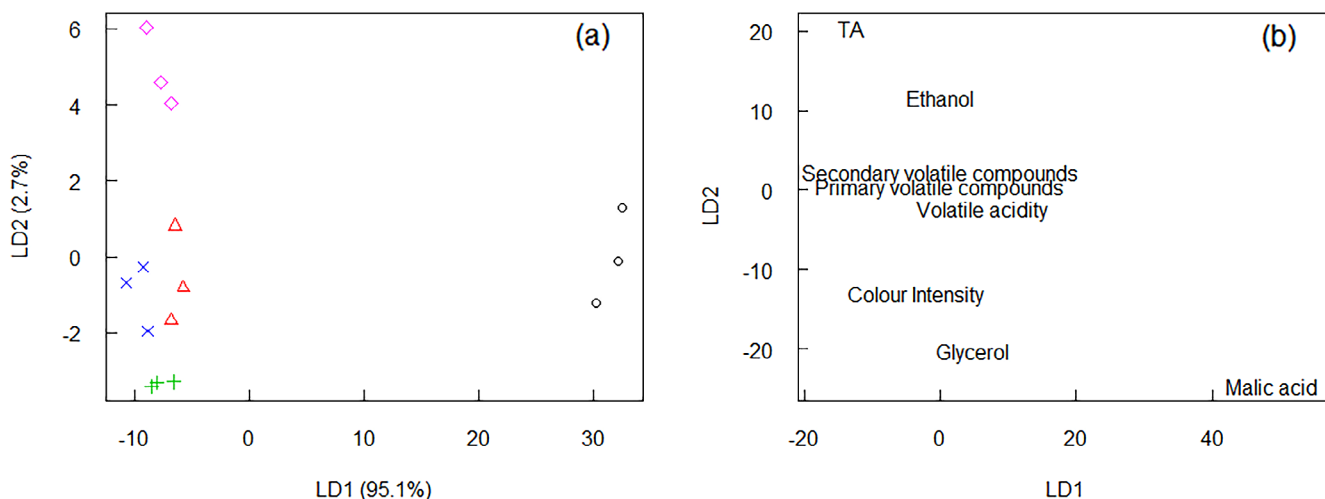 (a)
6
4
2
0
-2
LD2 (2.7%)
-10 0 10 20 30
LD1 (95.1%)
(b)
TA
Ethanol
Secondary volatile compounds
Primary volatile compounds
Volatile acidity
Colour Intensity
Glycerol
Malic acid
20
10
0
-10
-20
LD2
-20 0 20 40
LD1